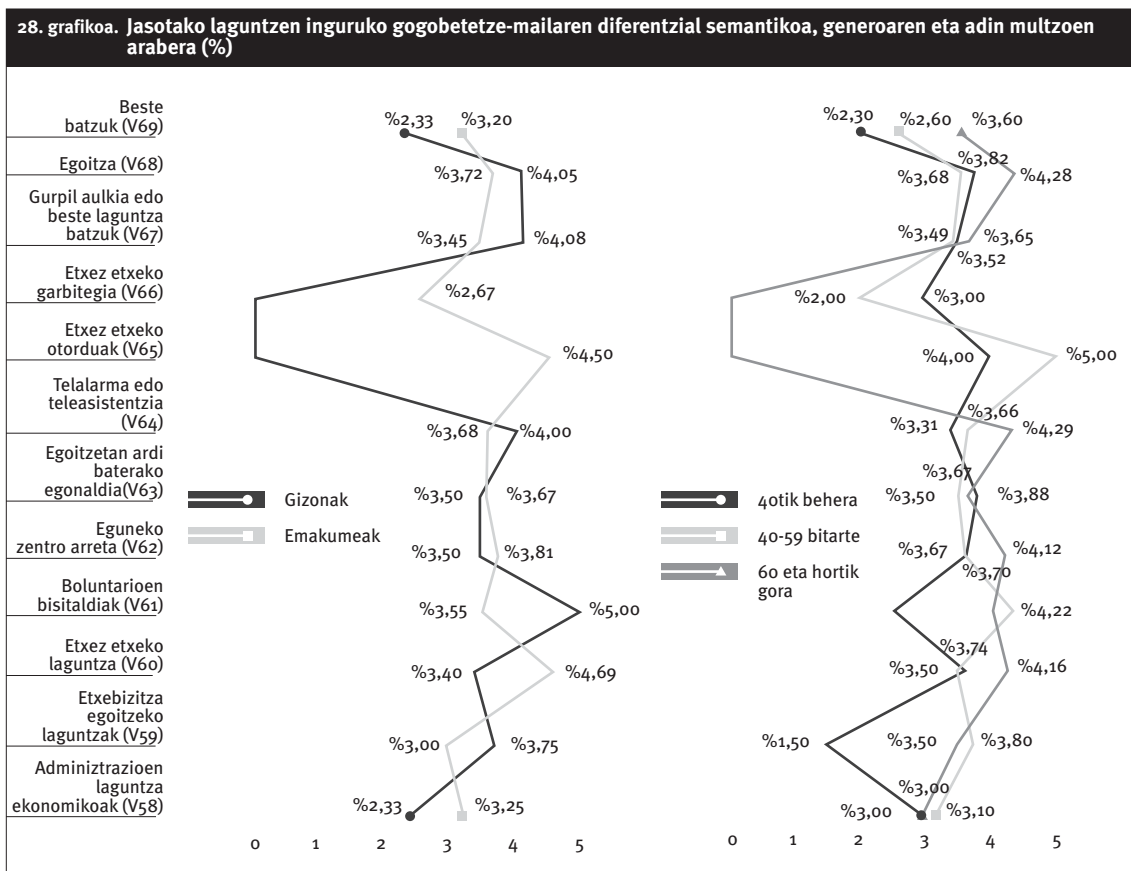 28. grafikoa. Jasotako laguntzen inguruko gogobetetze-mailaren diferentzial semantikoa, generoaren eta adin multzoen
arabera (%)
Beste
batzuk (V69)
Egoitza (V68)
Gurpil aulkia edo
beste laguntza
batzuk (V67)
Etxez etxeko
garbitegia (V66)
Etxez etxeko
otorduak (V65)
Telalarma edo
teleasistentzia
(V64)
Egoitzetan ardi
baterako
egonaldia(V63)
Eguneko
zentro arreta (V62)
Boluntarioen
bisitaldiak (V61)
Etxez etxeko
laguntza (V60)
Etxebizitza
egoitzeko
laguntzak (V59)
Adminiztrazioen
laguntza
ekonomikoak (V58)
%2,33 %3,20
%3,72 %4,05
%3,45 %4,08
%2,67
%4,50
%3,68 %4,00
%3,50 %3,67
%3,50 %3,81
%3,55 %5,00
%3,40 %4,69
%3,00 %3,75
%2,33 %3,25
Gizonak
Emakumeak
0 1 2 3 4 5
%2,30 %2,60 %3,60
%3,82
%3,68 %4,28
%3,49 %3,65
%3,52
%2,00 %3,00
%4,00 %5,00
%3,66
%3,31 %4,29
%3,67
%3,50 %3,88
%3,67 %4,12
%3,70
%4,22
%3,74
%3,50 %4,16
%1,50 %3,50 %3,80
%3,00
%3,00 %3,10
40tik behera
40-59 bitarte
60 eta hortik
gora
0 1 2 3 4 5